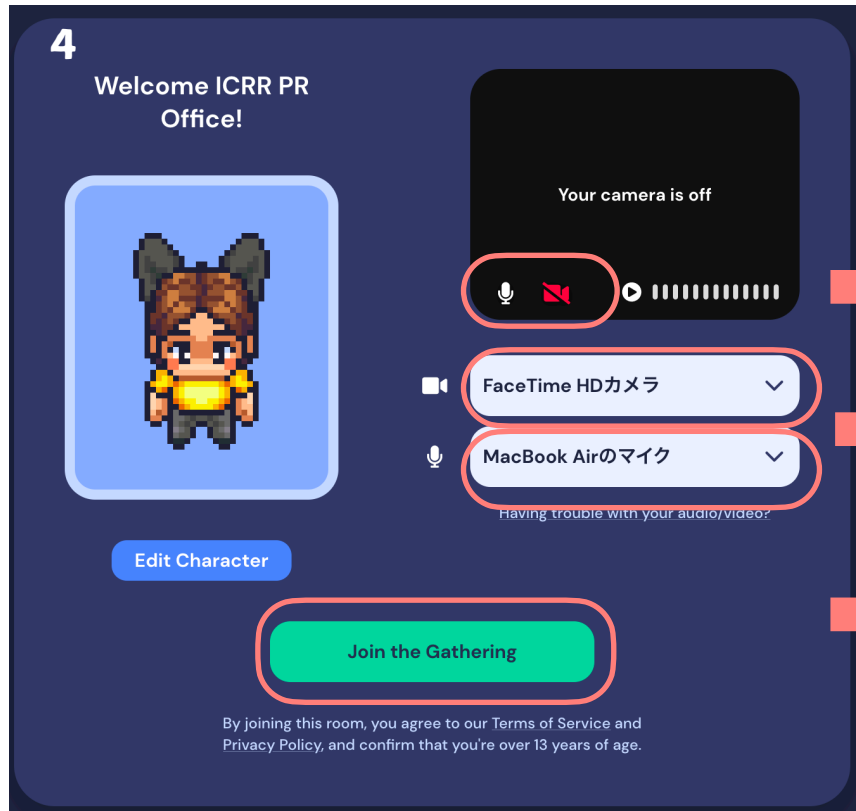 4
Welcome ICRR PR
Office!
Your camera is off
FaceTime HDカメラ
MacBook Airのマイク
Having trouble with your audio/video?
Edit Character
Join the Gathering
By joining this room, you agree to our Terms of Service and
Privacy Policy, and confirm that you're over 13 years of age.